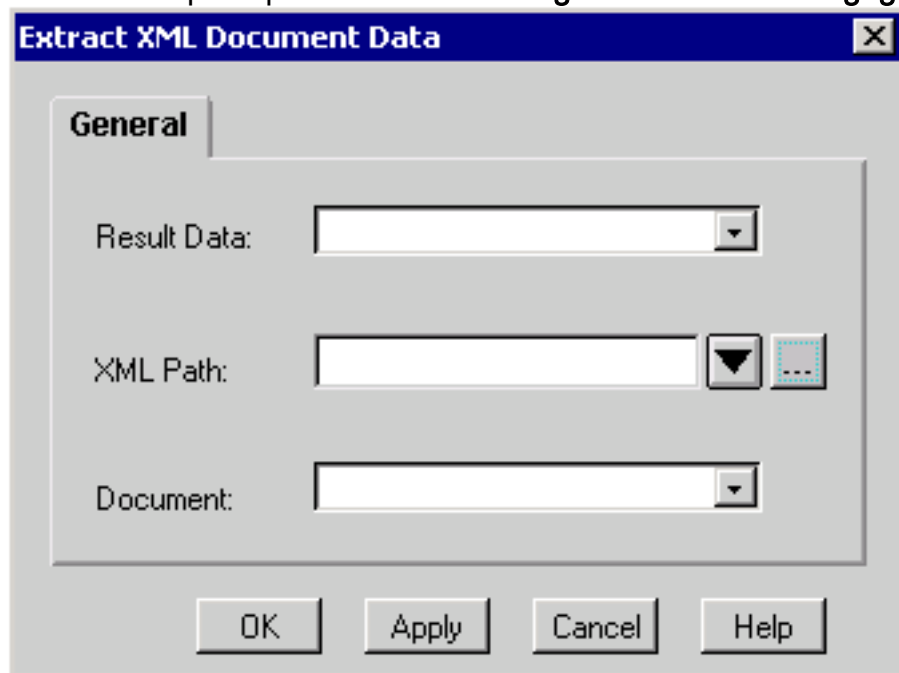 Extract XML Document Data
General
Result Data:
XML Path:
...
Document:
OK Apply Cancel Help